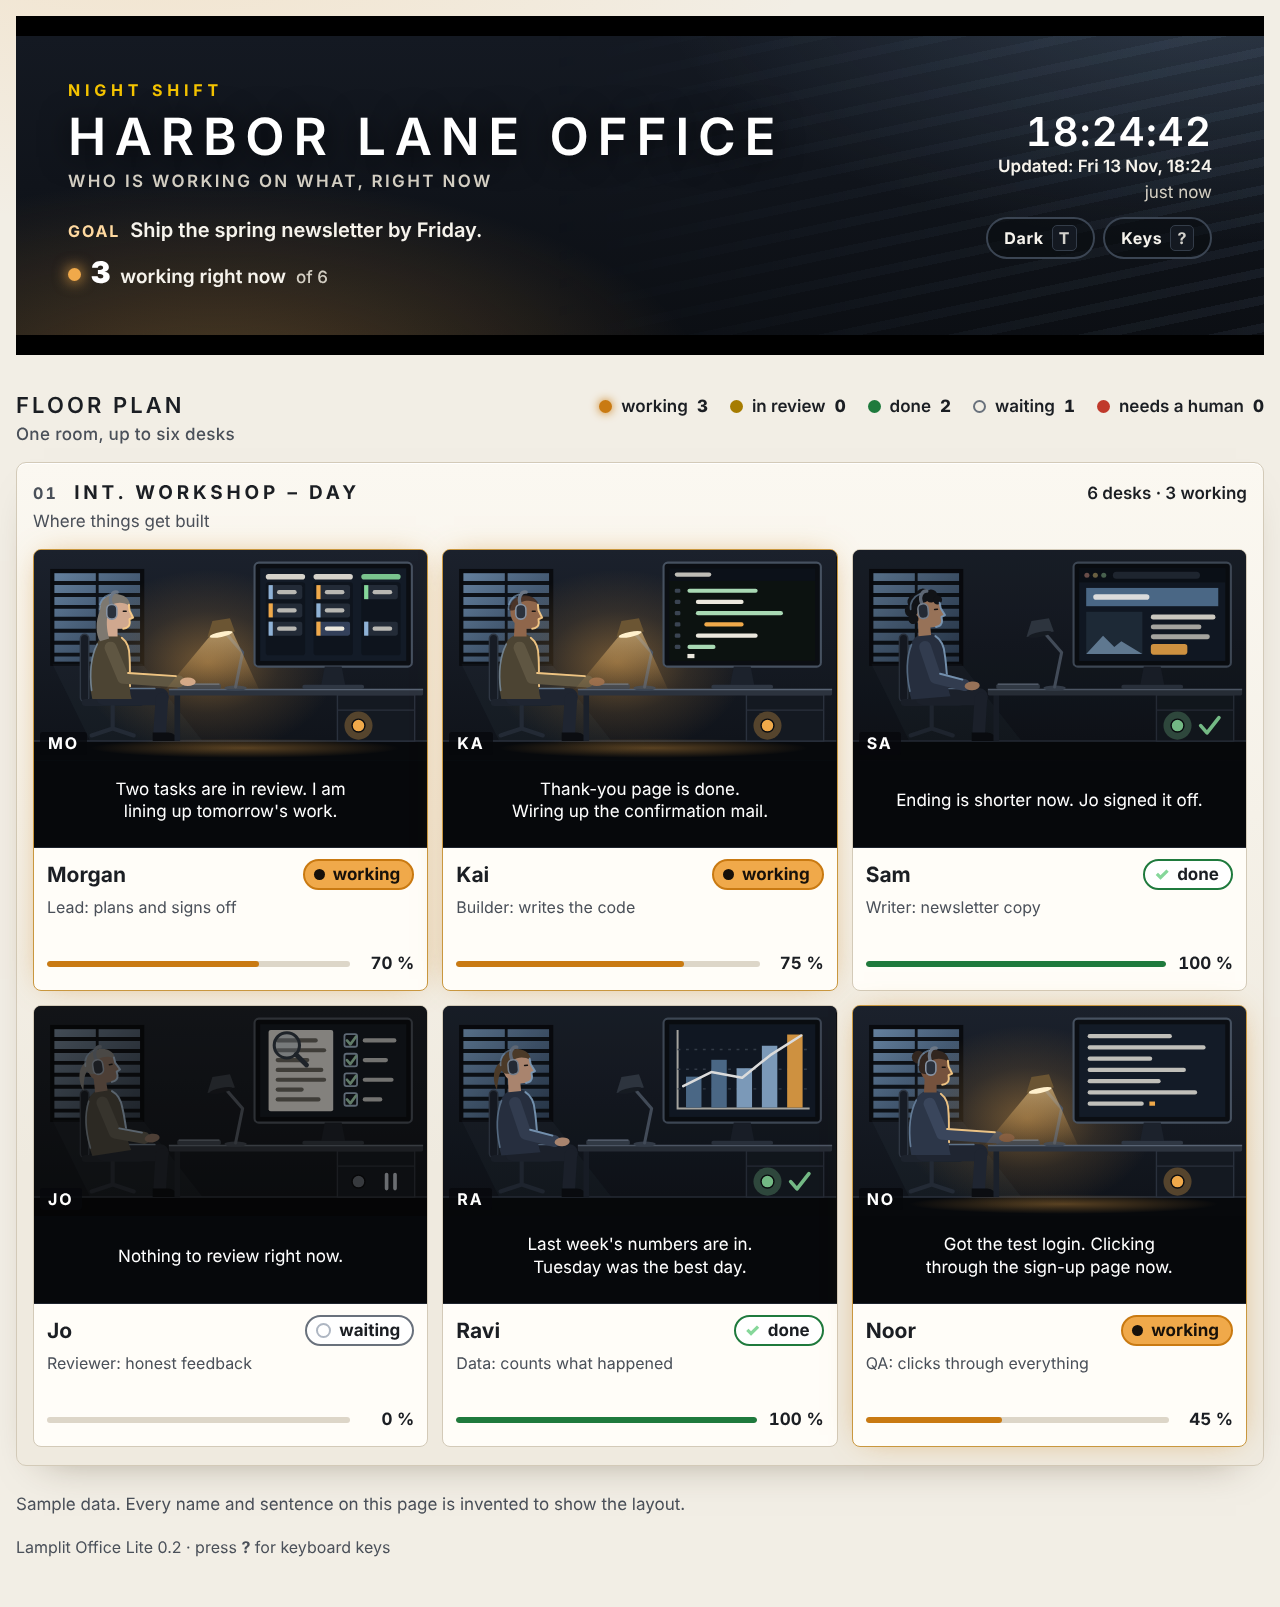 NIGHT SHIFT
HARBOR LANE OFFICE
WHO IS WORKING ON WHAT, RIGHT NOW
GOAL Ship the spring newsletter by Friday.
3 working right now of 6
18:24:42
Updated: Fri 13 Nov, 18:24
just now
Dark T Keys ?
FLOOR PLAN
One room, up to six desks
working 3 in review 0 done 2 waiting 1 needs a human 0
01 INT. WORKSHOP – DAY
Where things get built
6 desks · 3 working
MO
Two tasks are in review. I am
lining up tomorrow's work.
Morgan working
Lead: plans and signs off
70 %
KA
Thank-you page is done.
Wiring up the confirmation mail.
Kai working
Builder: writes the code
75 %
SA
Ending is shorter now. Jo signed it off.
Sam done
Writer: newsletter copy
100 %
JO
Nothing to review right now.
Jo waiting
Reviewer: honest feedback
0 %
RA
Last week's numbers are in.
Tuesday was the best day.
Ravi done
Data: counts what happened
100 %
NO
Got the test login. Clicking
through the sign-up page now.
Noor working
QA: clicks through everything
45 %
Sample data. Every name and sentence on this page is invented to show the layout.
Lamplit Office Lite 0.2 · press ? for keyboard keys